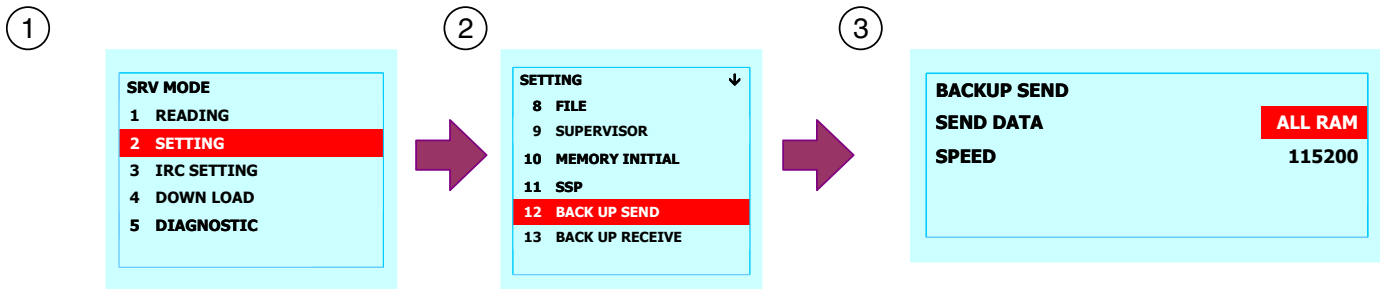 1
SRV MODE
1 READING
2 SETTING
3 IRC SETTING
4 DOWN LOAD
5 DIAGNOSTIC
2
SETTING ↓
8 FILE
9 SUPERVISOR
10 MEMORY INITIAL
11 SSP
12 BACK UP SEND
13 BACK UP RECEIVE
3
BACKUP SEND
SEND DATA ALL RAM
SPEED 115200